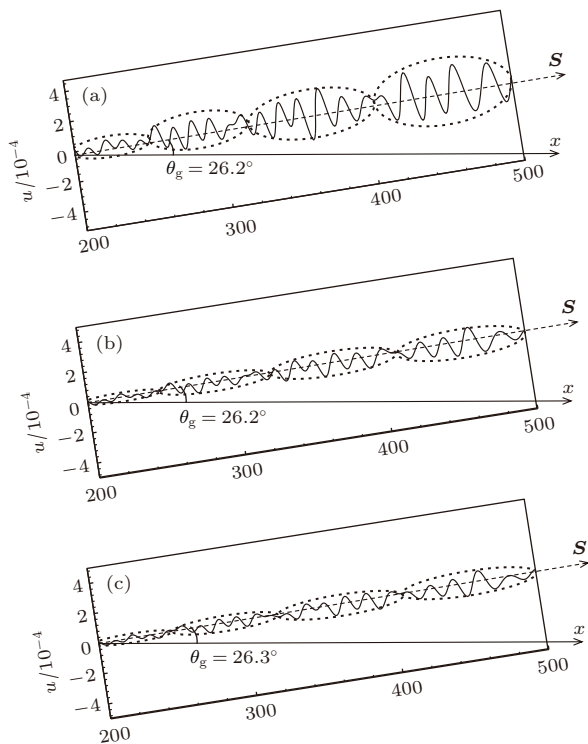 (a)
S
x
θg = 26.2°
u/10−4
4
2
0
−2
−4
200
300
400
500
(b)
S
x
θg = 26.2°
u/10−4
4
2
0
−2
−4
200
300
400
500
(c)
S
x
θg = 26.3°
u/10−4
4
2
0
−2
−4
200
300
400
500